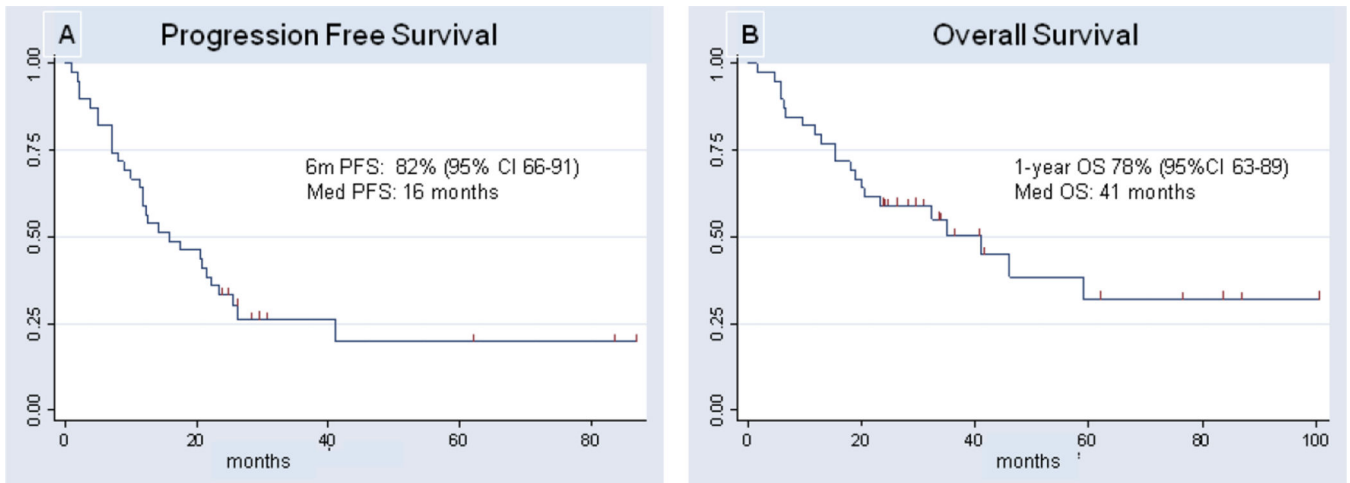 A Progression Free Survival
1.00
0.75
0.50
0.25
0.00
6m PFS: 82% (95% CI 66-91)
Med PFS: 16 months
0 20 40 60 80
months
B Overall Survival
1.00
0.75
0.50
0.25
0.00
1-year OS 78% (95%CI 63-89)
Med OS: 41 months
0 20 40 60 80 100
months